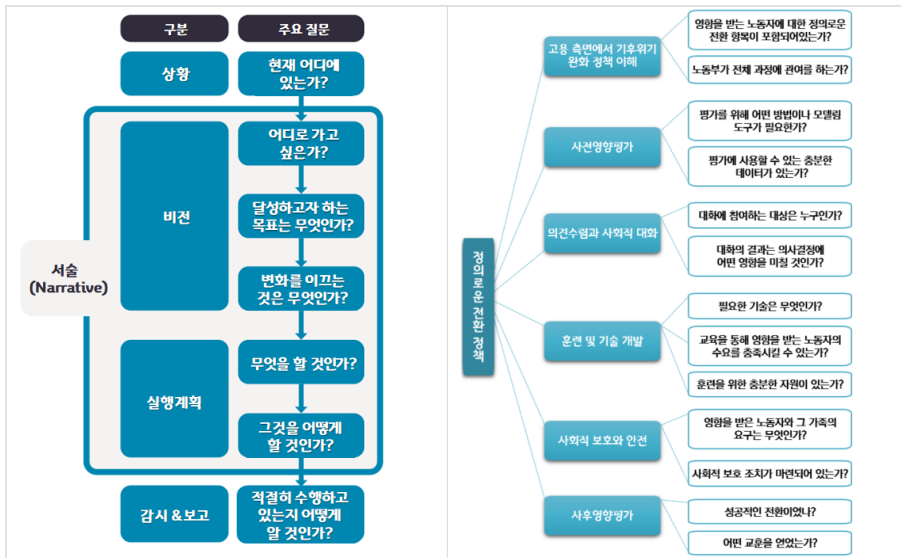 구분
주요 질문
상황
현재 어디에
있는가?
서술
(Narrative)
비전
어디로 가고
싶은가?
달성하고자 하는
목표는 무엇인가?
변화를 이끄는
것은 무엇인가?
실행계획
무엇을 할 것인가?
그것을 어떻게
할 것인가?
감시 &보고
적절히 수행하고
있는지 어떻게
알 것인가?
정의로운 전환 정책
고용 측면에서 기후위기
완화 정책 이해
영향을 받는 노동자에 대한 정의로운
전환 항목이 포함되어있는가?
노동부가 전체 과정에 관여를 하는가?
사전영향평가
평가를 위해 어떤 방법이나 모델링
도구가 필요한가?
평가에 사용할 수 있는 충분한
데이터가 있는가?
의견수렴과 사회적 대화
대화에 참여하는 대상은 누구인가?
대화의 결과는 의사결정에
어떤 영향을 미칠 것인가?
훈련 및 기술 개발
필요한 기술은 무엇인가?
교육을 통해 영향을 받는 노동자의
수요를 충족시킬 수 있는가?
훈련을 위한 충분한 자원이 있는가?
사회적 보호와 안전
영향을 받은 노동자와 그 가족의
요구는 무엇인가?
사회적 보호 조치가 마련되어 있는가?
사후영향평가
성공적인 전환이었나?
어떤 교훈을 얻었는가?